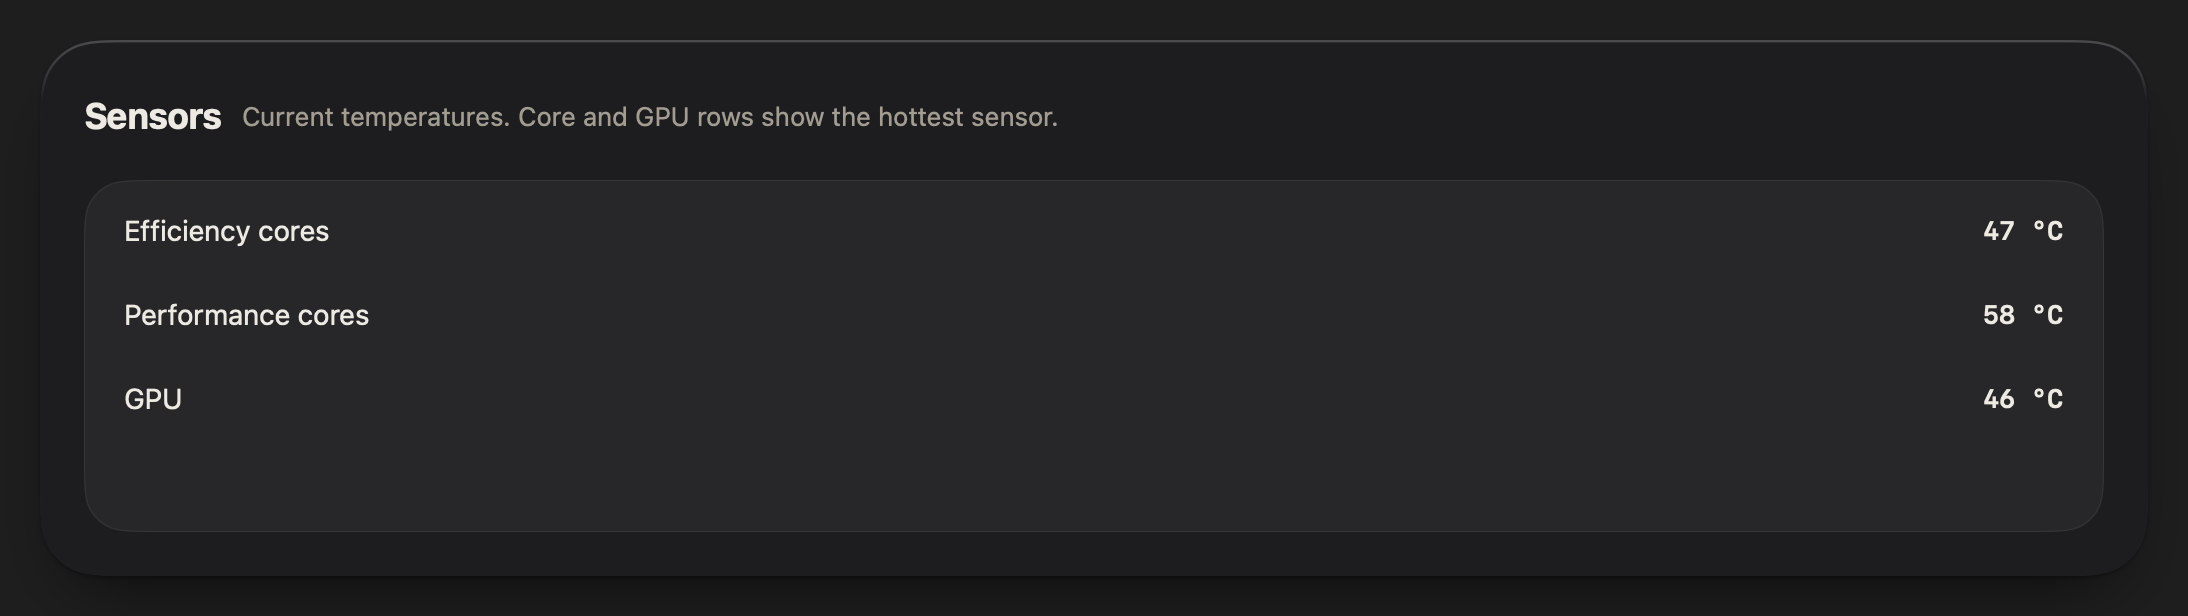 Sensors Current temperatures. Core and GPU rows show the hottest sensor.
Efficiency cores 47 °C
Performance cores 58 °C
GPU 46 °C